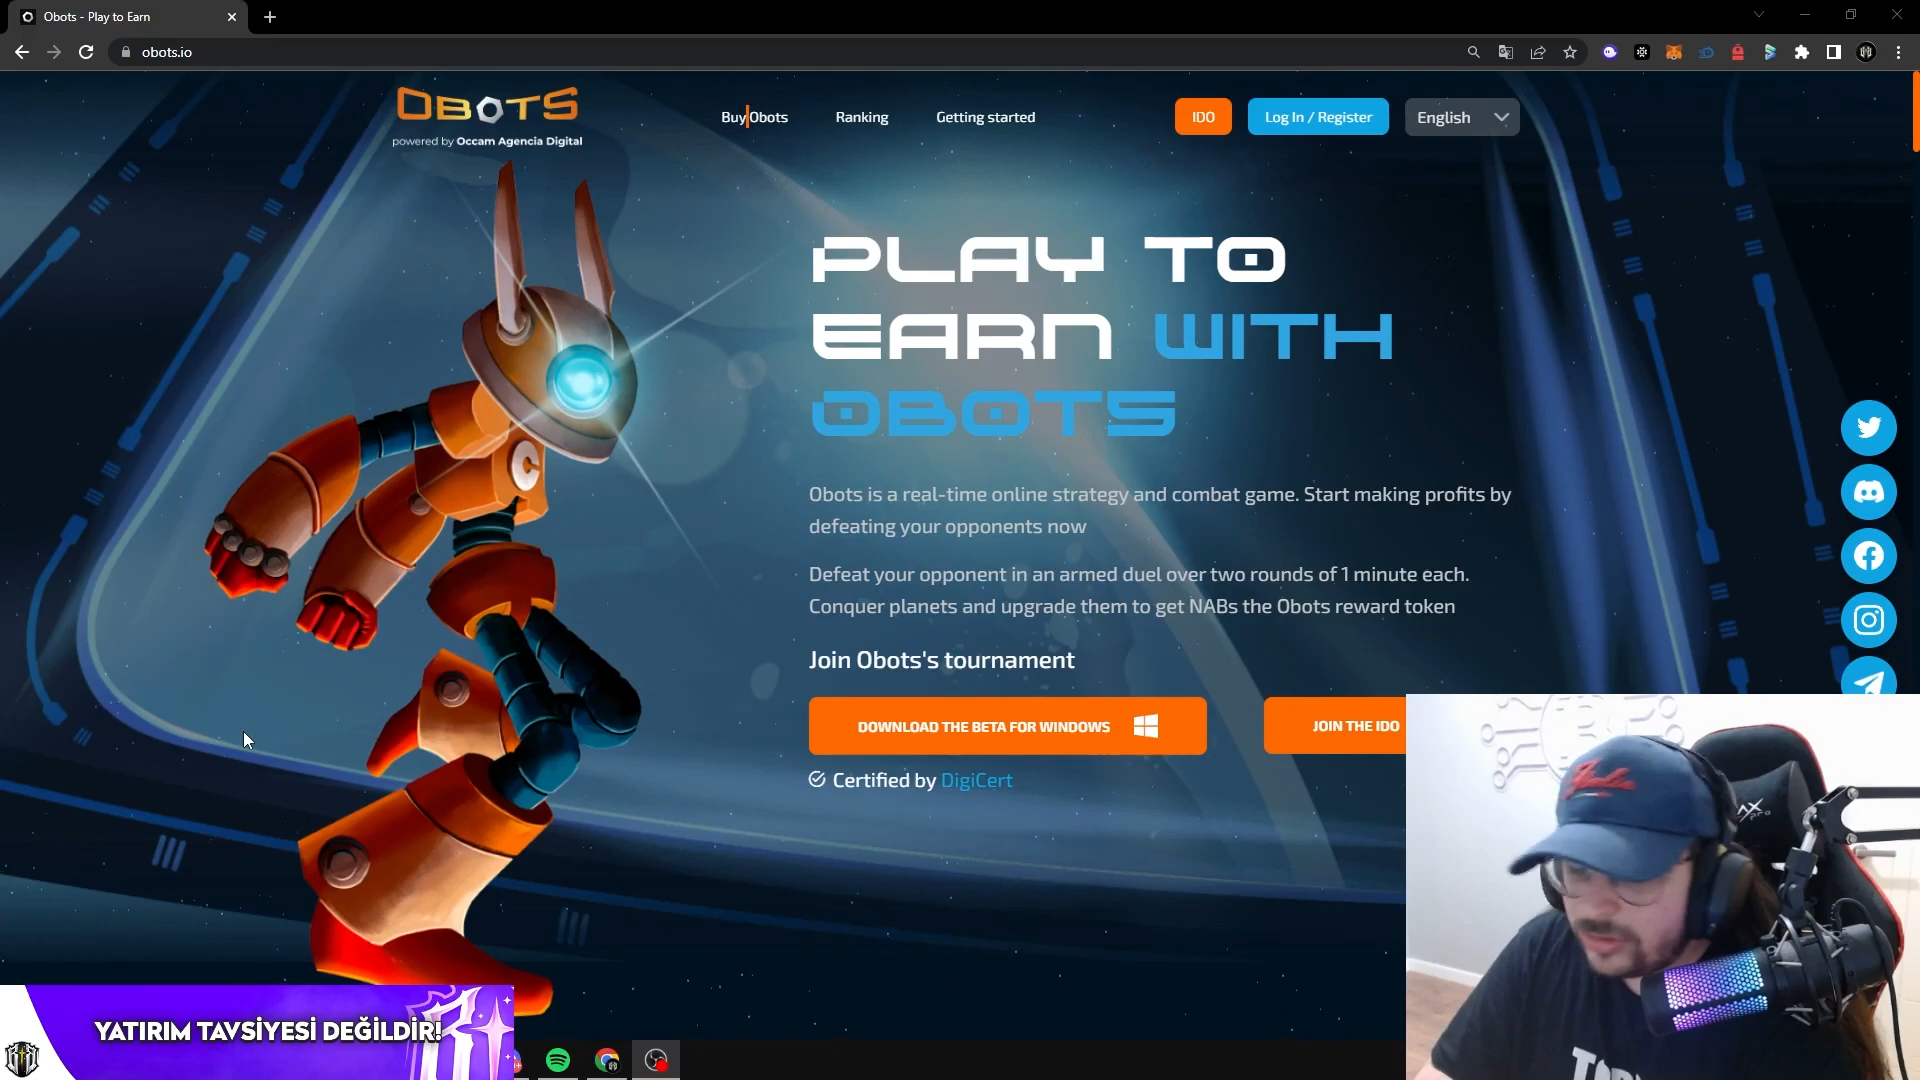 Obots - Play to Earn
obots.io
OBOTS
powered by Occam Agencia Digital
Buy Obots
Ranking
Getting started
IDO
Log In / Register
English
PLAY TO
EARN WITH
OBOTS
Obots is a real-time online strategy and combat game. Start making profits by
defeating your opponents now
Defeat your opponent in an armed duel over two rounds of 1 minute each.
Conquer planets and upgrade them to get NABs the Obots reward token
Join Obots's tournament
DOWNLOAD THE BETA FOR WINDOWS
JOIN THE IDO
Certified by DigiCert
C
YATIRIM TAVSİYESİ DEĞİLDİR!